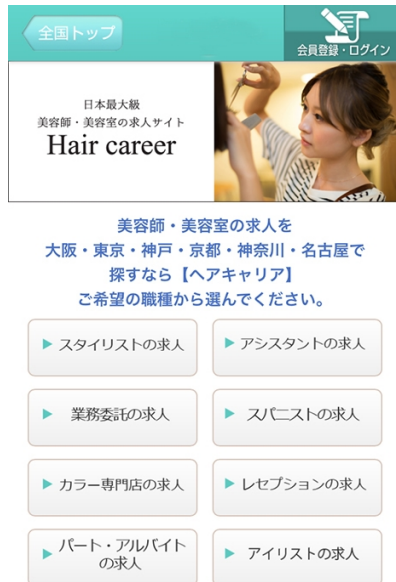 全国トップ
会員登録・ログイン
日本最大級
美容師・美容室の求人サイト
Hair career
美容師・美容室の求人を
大阪・東京・神戸・京都・神奈川・名古屋で
探すなら【ヘアキャリア】
ご希望の職種から選んでください。
スタイリストの求人
アシスタントの求人
業務委託の求人
スパニストの求人
カラー専門店の求人
レセプションの求人
パート・アルバイト
の求人
アイリストの求人